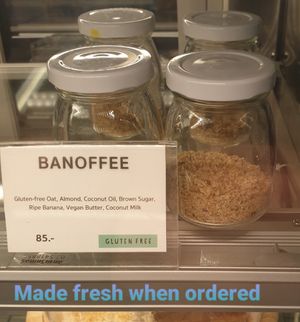 BANOFFEE
Gluten-free Oat, Almond, Coconut Oil, Brown Sugar,
Ripe Banana, Vegan Butter, Coconut Milk
85.-
GLUTEN FREE
Made fresh when ordered